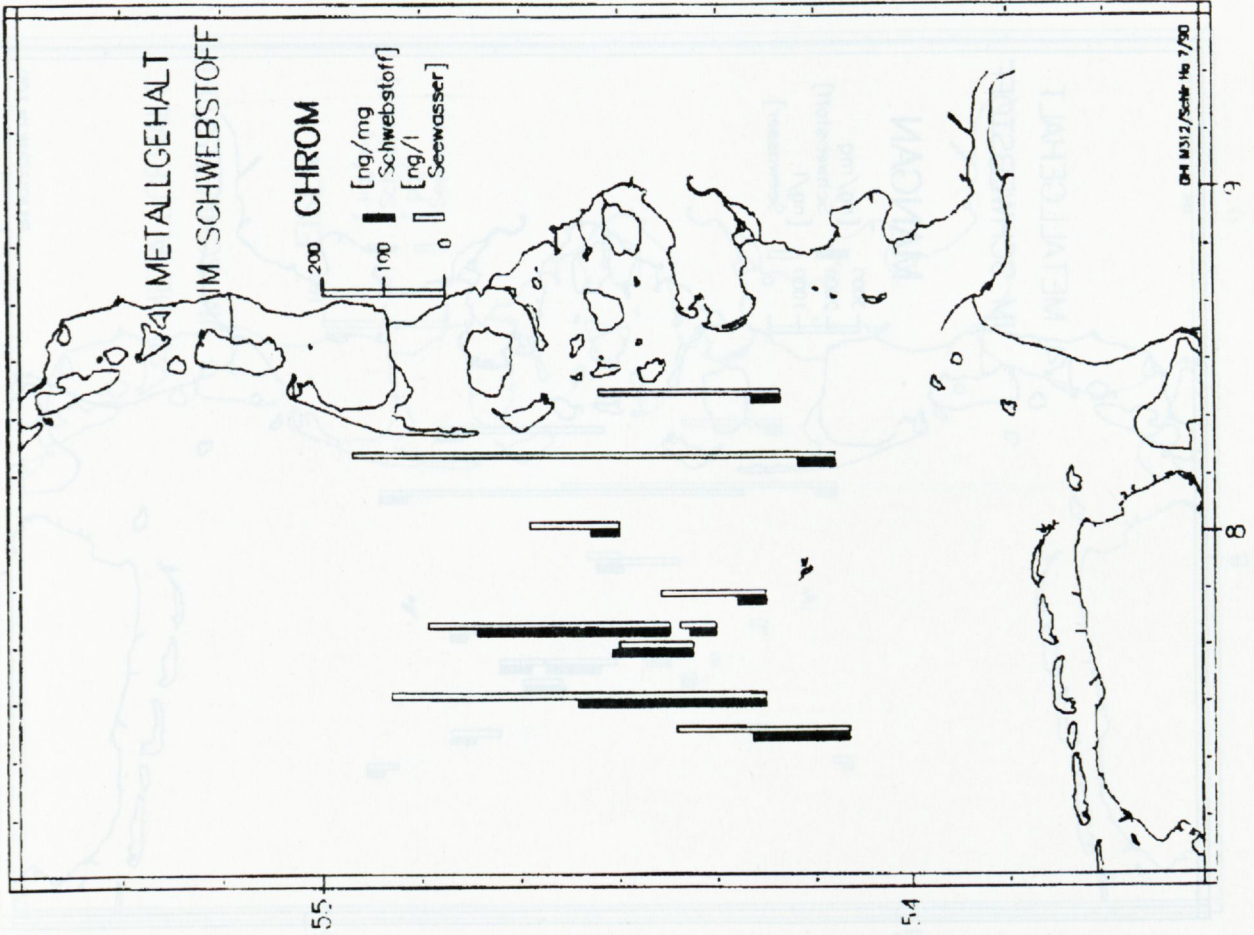 METALLGEHALT
IM SCHWEBSTOFF
CHROM
200
100
0
[ng/mg
Schwebstoff]
[ng/l
Seewasser]
55
54
8
9
DHI M312/Schlr Ha 7/90